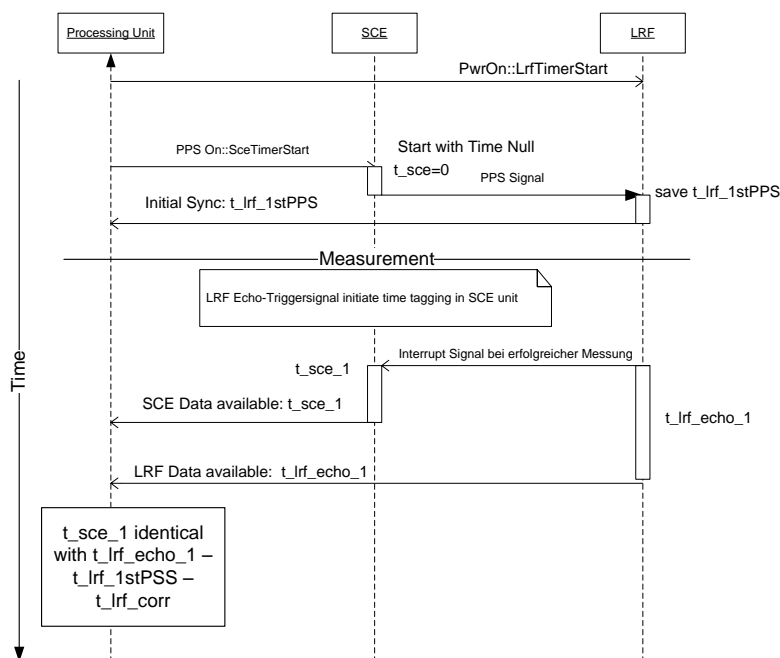 Processing Unit
SCE
LRF
PwrOn::LrfTimerStart
PPS On::SceTimerStart
Start with Time Null
t_sce=0
PPS Signal
save t_lrf_1stPPS
Initial Sync: t_lrf_1stPPS
Measurement
LRF Echo-Triggersignal initiate time tagging in SCE unit
Time
Interrupt Signal bei erfolgreicher Messung
t_sce_1
SCE Data available: t_sce_1
t_lrf_echo_1
LRF Data available: t_lrf_echo_1
t_sce_1 identical
with t_lrf_echo_1 –
t_lrf_1stPSS –
t_lrf_corr